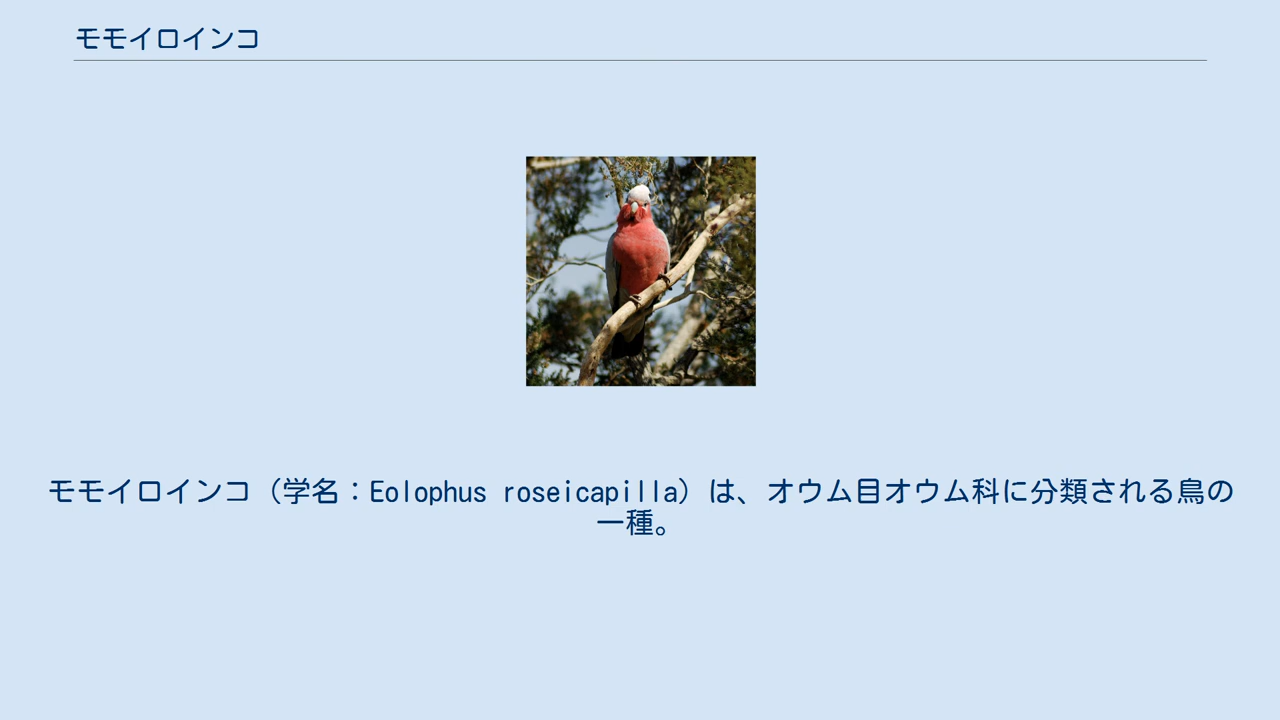 モモイロインコ
モモイロインコ（学名：Eolophus roseicapilla）は、オウム目オウム科に分類される鳥の
一種。